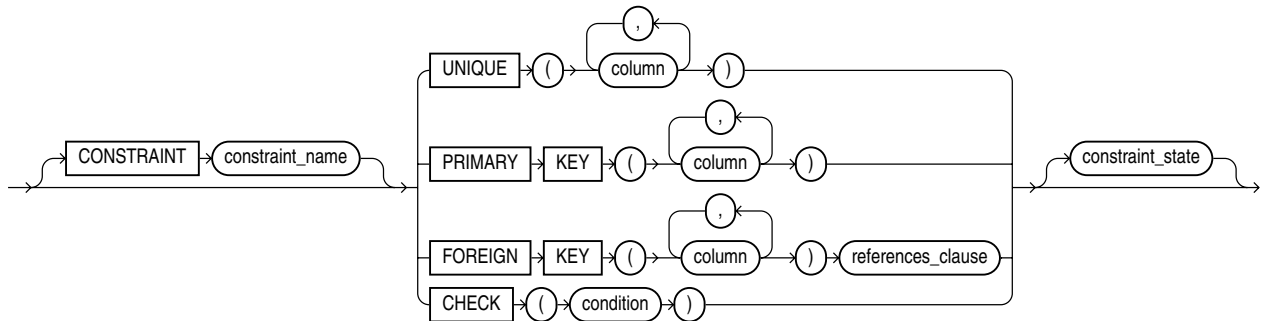 ,
UNIQUE ( column )
,
CONSTRAINT constraint_name PRIMARY KEY ( column ) constraint_state
,
FOREIGN KEY ( column ) references_clause
CHECK ( condition )